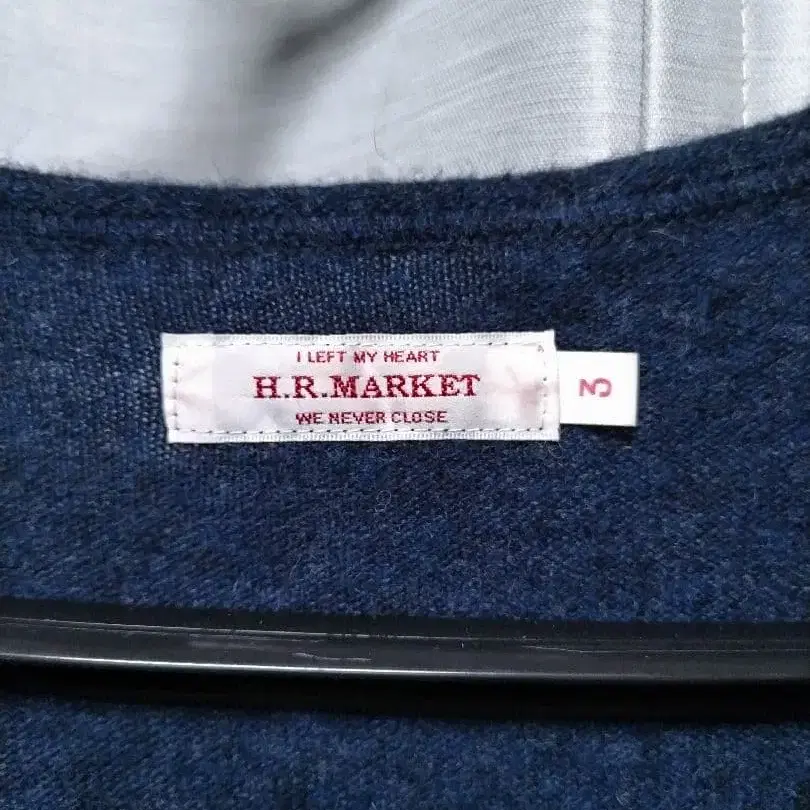 I LEFT MY HEART
H.R.MARKET
WE NEVER CLOSE
3